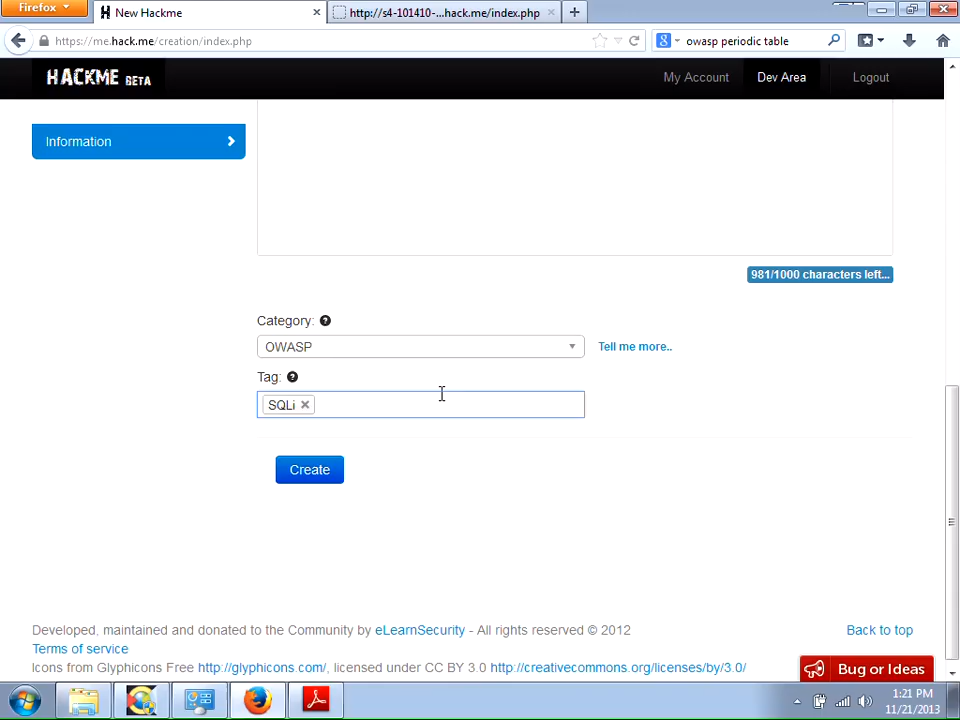 Firefox
New Hackme
http://s4-101410-...hack.me/index.php
https://me.hack.me/creation/index.php
owasp periodic table
HACKME BETA
My Account
Dev Area
Logout
Information
981/1000 characters left...
Category:
OWASP
Tell me more..
Tag:
SQLi
Create
Developed, maintained and donated to the Community by eLearnSecurity - All rights reserved © 2012
Back to top
Terms of service
Icons from Glyphicons Free http://glyphicons.com/, licensed under CC BY 3.0 http://creativecommons.org/licenses/by/3.0/
Bug or Ideas
1:21 PM
11/21/2013